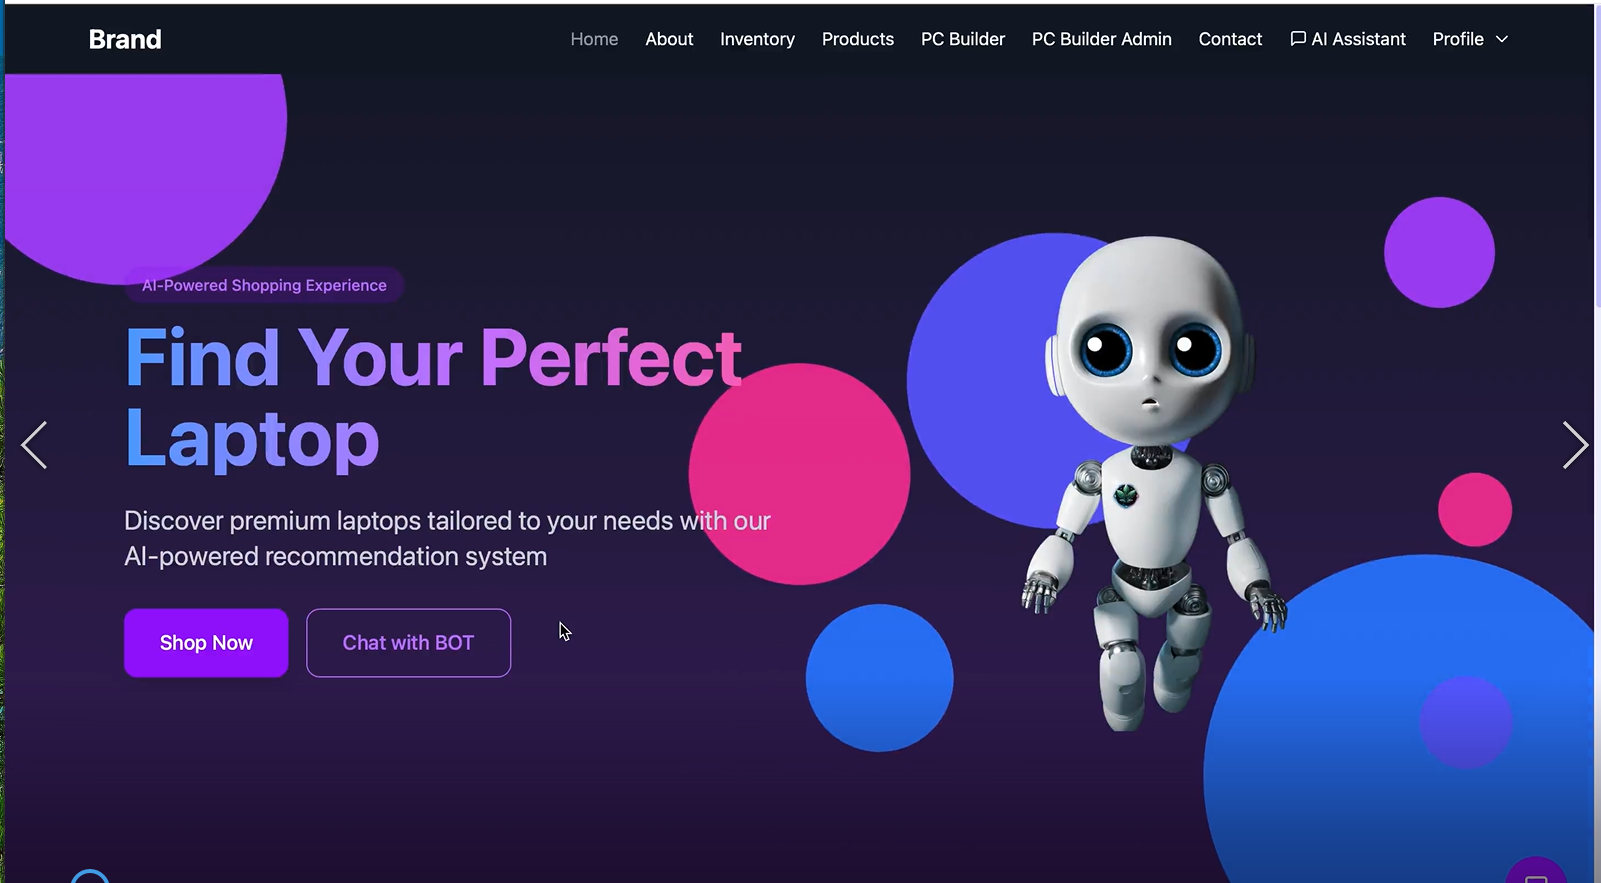 Brand
Home About Inventory Products PC Builder PC Builder Admin Contact AI Assistant Profile
AI-Powered Shopping Experience
Find Your Perfect
Laptop
Discover premium laptops tailored to your needs with our
AI-powered recommendation system
Shop Now Chat with BOT